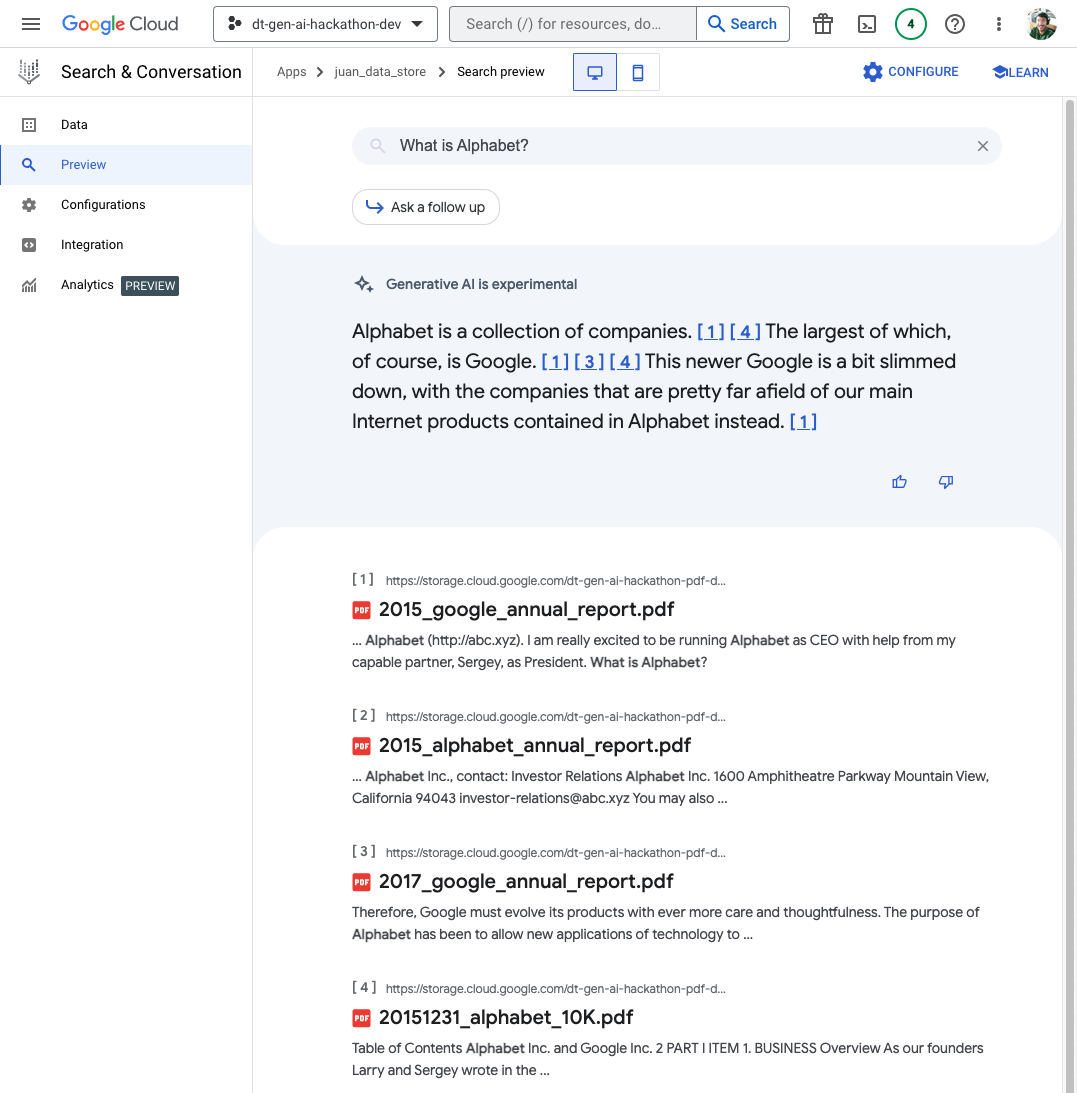 Google Cloud
dt-gen-ai-hackathon-dev
Search (/) for resources, do...
Search
4
Search & Conversation
Apps
juan_data_store
Search preview
CONFIGURE
LEARN
Data
Preview
Configurations
Integration
Analytics PREVIEW
What is Alphabet?
Ask a follow up
Generative AI is experimental
Alphabet is a collection of companies. [ 1 ] [ 4 ] The largest of which,
of course, is Google. [ 1 ] [ 3 ] [ 4 ] This newer Google is a bit slimmed
down, with the companies that are pretty far afield of our main
Internet products contained in Alphabet instead. [ 1 ]
[ 1 ] https://storage.cloud.google.com/dt-gen-ai-hackathon-pdf-d...
PDF 2015_google_annual_report.pdf
... Alphabet (http://abc.xyz). I am really excited to be running Alphabet as CEO with help from my
capable partner, Sergey, as President. What is Alphabet?
[ 2 ] https://storage.cloud.google.com/dt-gen-ai-hackathon-pdf-d...
PDF 2015_alphabet_annual_report.pdf
... Alphabet Inc., contact: Investor Relations Alphabet Inc. 1600 Amphitheatre Parkway Mountain View,
California 94043 investor-relations@abc.xyz You may also ...
[ 3 ] https://storage.cloud.google.com/dt-gen-ai-hackathon-pdf-d...
PDF 2017_google_annual_report.pdf
Therefore, Google must evolve its products with ever more care and thoughtfulness. The purpose of
Alphabet has been to allow new applications of technology to ...
[ 4 ] https://storage.cloud.google.com/dt-gen-ai-hackathon-pdf-d...
PDF 20151231_alphabet_10K.pdf
Table of Contents Alphabet Inc. and Google Inc. 2 PART I ITEM 1. BUSINESS Overview As our founders
Larry and Sergey wrote in the ...